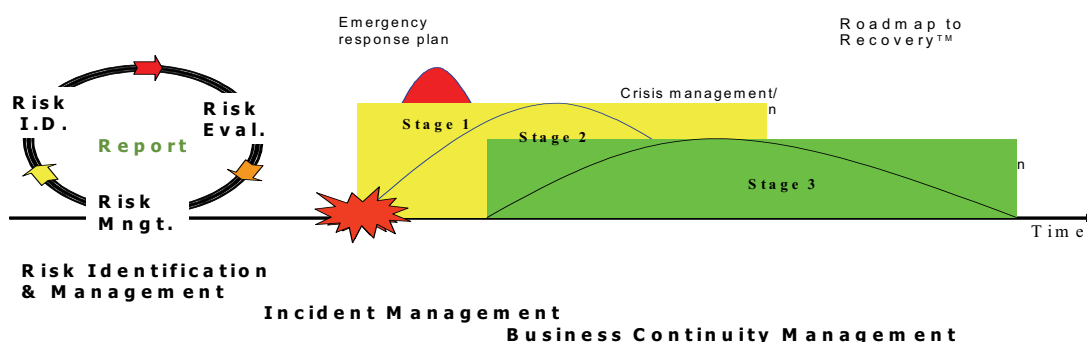 Emergency
response plan
Roadmap to
Recovery™
Risk
I.D.
Risk
Eval.
Report
Risk
Mngt.
Crisis management/
n
Stage 1
Stage 2
n
Stage 3
Time
Risk Identification
& Management
Incident Management
Business Continuity Management